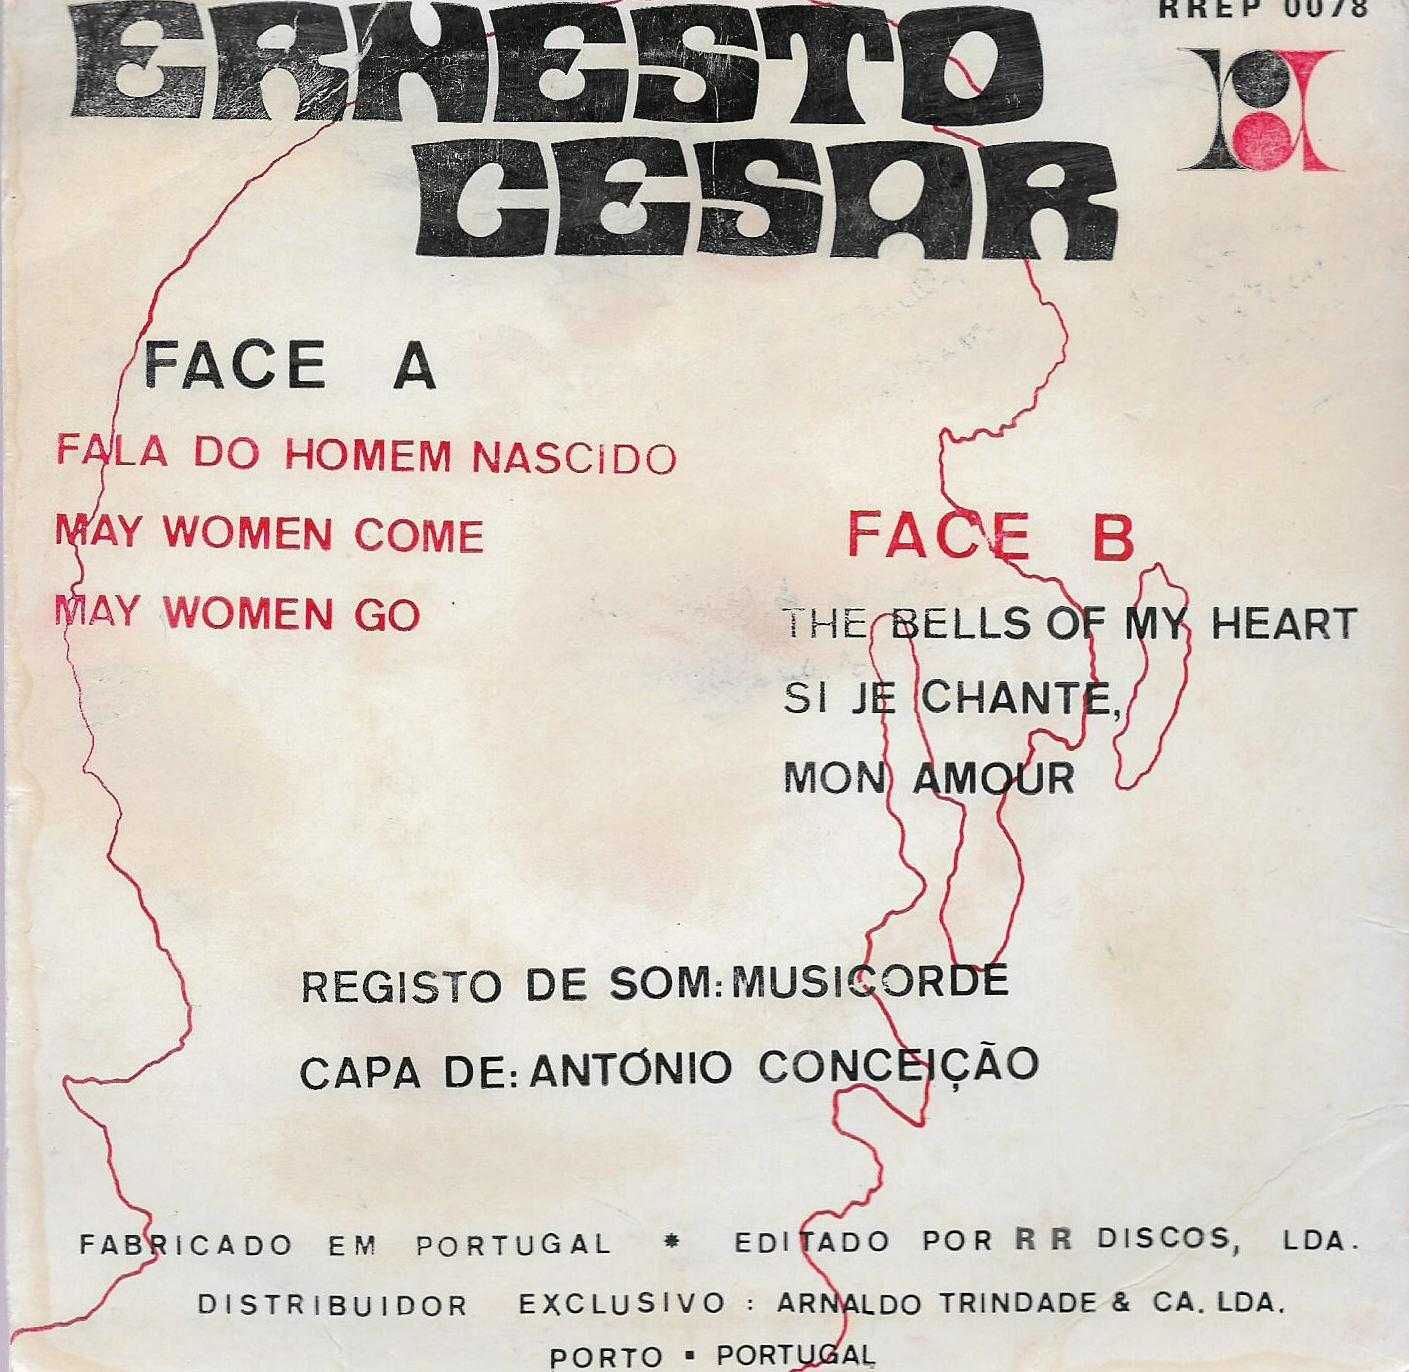 RREP 0078
ERNESTO
CESAR
FACE A
FALA DO HOMEM NASCIDO
MAY WOMEN COME
MAY WOMEN GO
FACE B
THE BELLS OF MY HEART
SI JE CHANTE,
MON AMOUR
REGISTO DE SOM: MUSICORDE
CAPA DE: ANTÓNIO CONCEIÇÃO
FABRICADO EM PORTUGAL * EDITADO POR RR DISCOS, LDA.
DISTRIBUIDOR EXCLUSIVO : ARNALDO TRINDADE & CA. LDA.
PORTO ▪ PORTUGAL